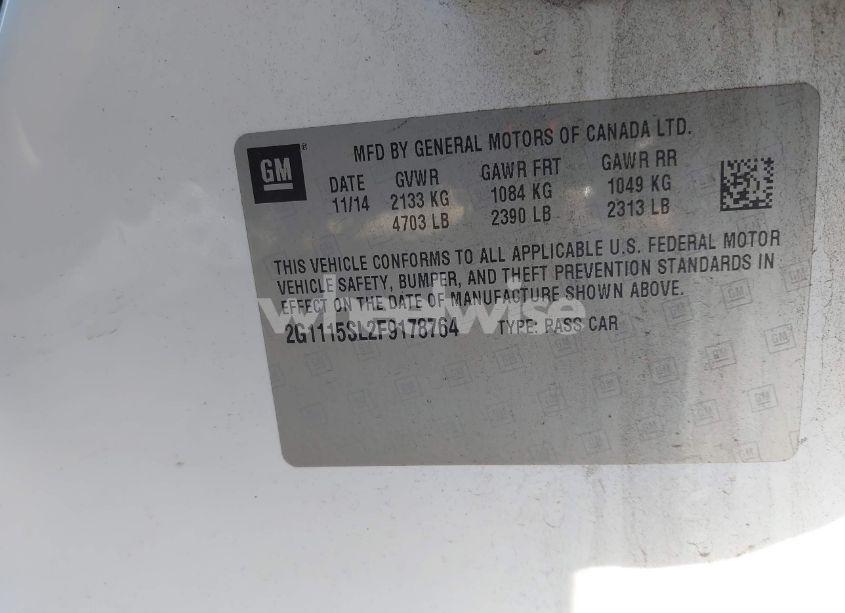 GM
MFD BY GENERAL MOTORS OF CANADA LTD.
DATE GVWR GAWR FRT GAWR RR
11/14 2133 KG 1084 KG 1049 KG
4703 LB 2390 LB 2313 LB
THIS VEHICLE CONFORMS TO ALL APPLICABLE U.S. FEDERAL MOTOR
VEHICLE SAFETY, BUMPER, AND THEFT PREVENTION STANDARDS IN
EFFECT ON THE DATE OF MANUFACTURE SHOWN ABOVE.
wheelwise
2G1115SL2F9178764 TYPE: PASS CAR